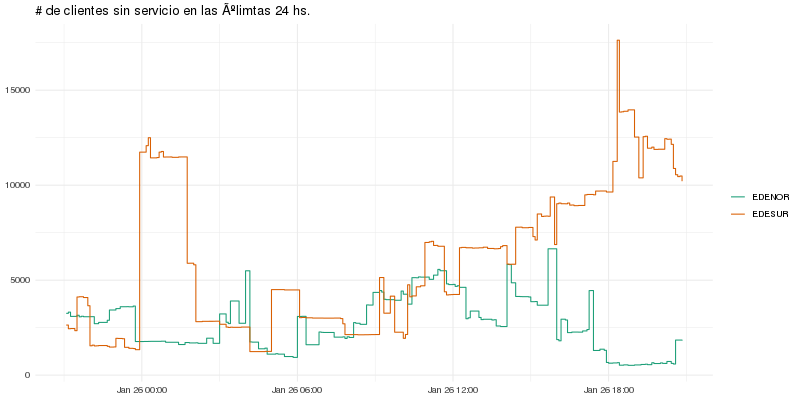 # de clientes sin servicio en las Ãºlimtas 24 hs.
15000
10000
5000
0
Jan 26 00:00 Jan 26 06:00 Jan 26 12:00 Jan 26 18:00
EDENOR
EDESUR